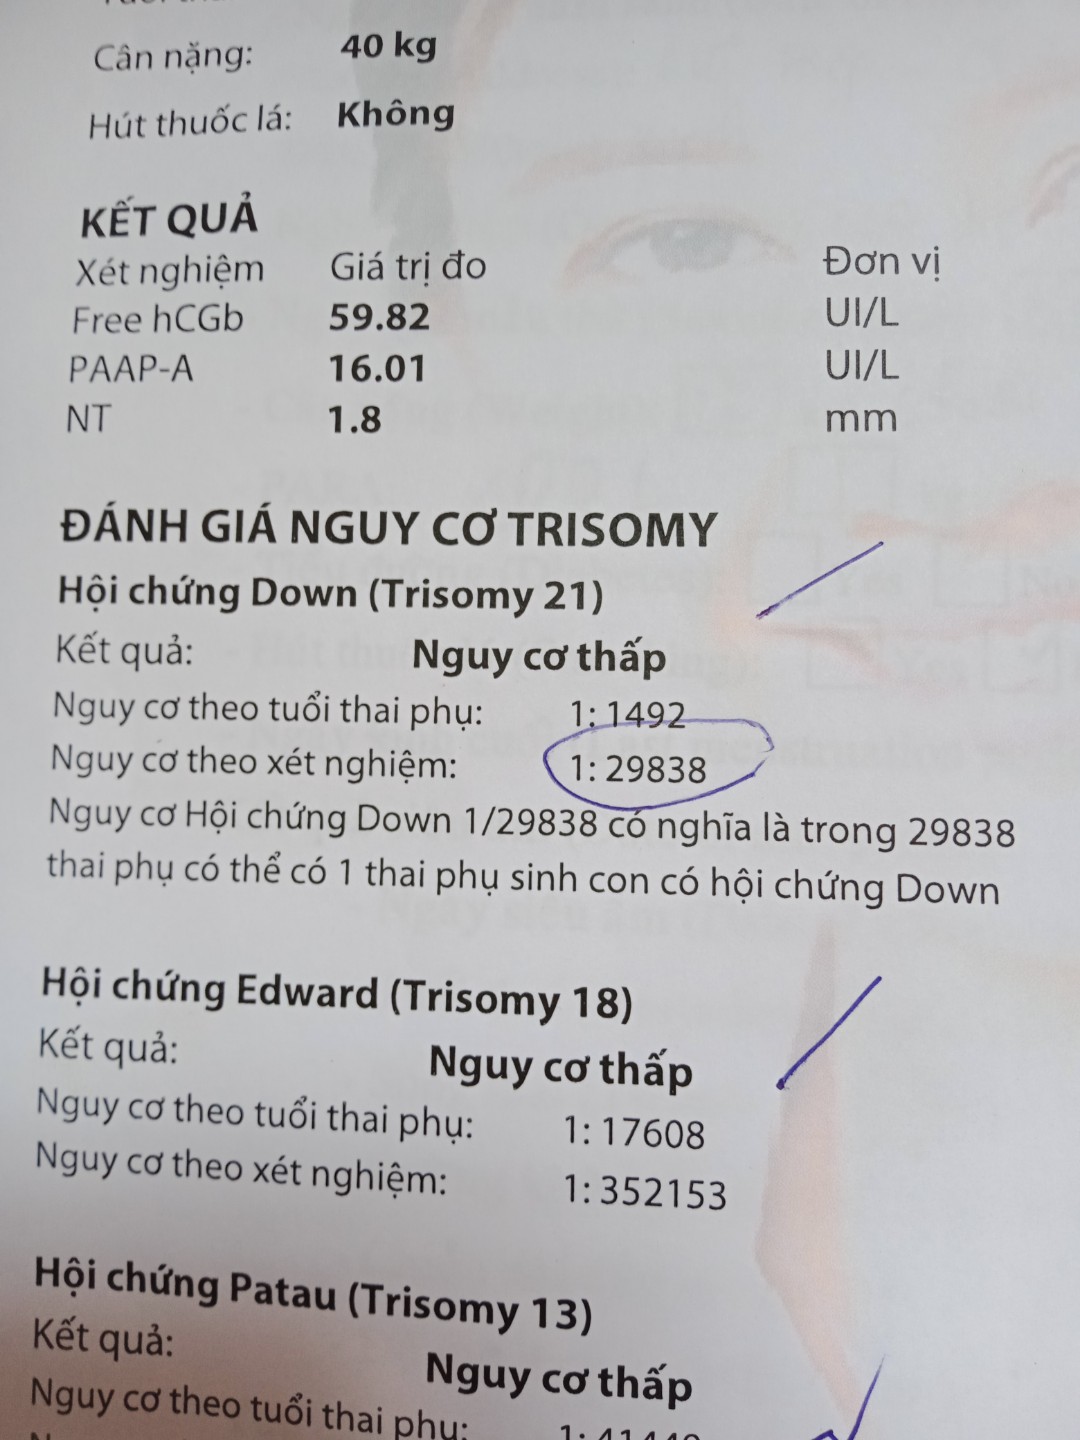 Cân nặng: 40 kg
Hút thuốc lá: Không
KẾT QUẢ
Xét nghiệm Giá trị đo Đơn vị
Free hCGb 59.82 UI/L
PAAP-A 16.01 UI/L
NT 1.8 mm
ĐÁNH GIÁ NGUY CƠ TRISOMY
Hội chứng Down (Trisomy 21)
Kết quả: Nguy cơ thấp
Nguy cơ theo tuổi thai phụ: 1: 1492
Nguy cơ theo xét nghiệm: 1: 29838
Nguy cơ Hội chứng Down 1/29838 có nghĩa là trong 29838
thai phụ có thể có 1 thai phụ sinh con có hội chứng Down
Hội chứng Edward (Trisomy 18)
Kết quả: Nguy cơ thấp
Nguy cơ theo tuổi thai phụ: 1: 17608
Nguy cơ theo xét nghiệm: 1: 352153
Hội chứng Patau (Trisomy 13)
Kết quả: Nguy cơ thấp
Nguy cơ theo tuổi thai phụ: